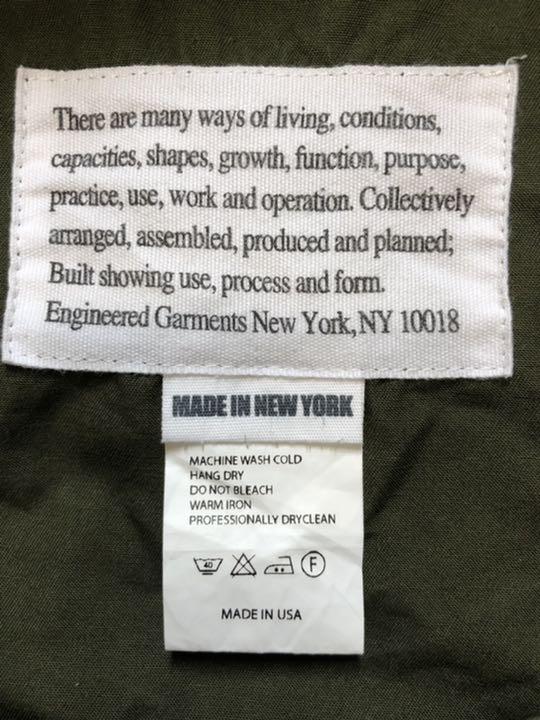 There are many ways of living, conditions,
capacities, shapes, growth, function, purpose,
practice, use, work and operation. Collectively
arranged, assembled, produced and planned;
Built showing use, process and form.
Engineered Garments New York, NY 10018
MADE IN NEW YORK
MACHINE WASH COLD
HANG DRY
DO NOT BLEACH
WARM IRON
PROFESSIONALLY DRYCLEAN
40 F
MADE IN USA